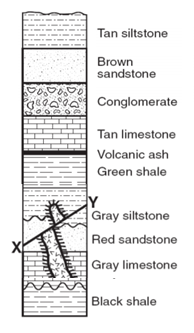 Tan siltstone
Brown
sandstone
Conglomerate
Tan limestone
Volcanic ash
Green shale
Y
Gray siltstone
Red sandstone
X
Gray limestone
Black shale